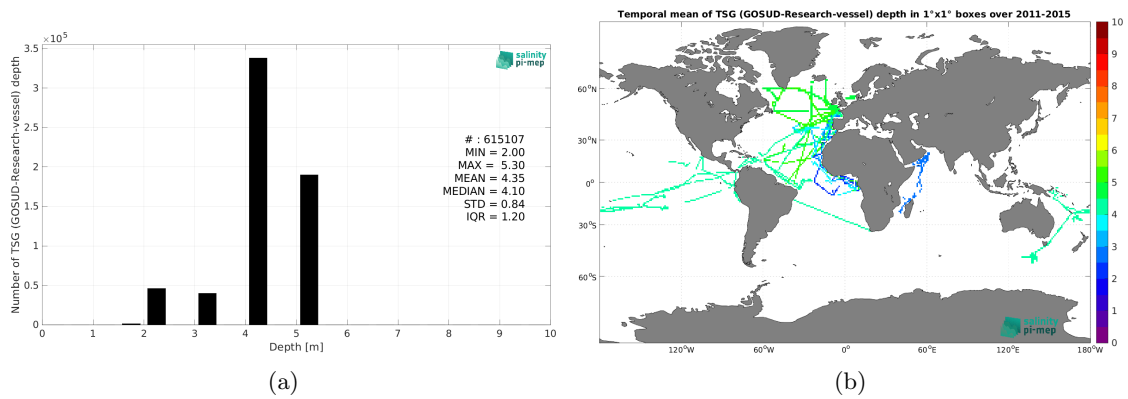 ×10⁵
3.5
3
2.5
2
1.5
1
0.5
0
Number of TSG (GOSUD-Research-vessel) depth
salinity
pi-mep
# : 615107
MIN = 2.00
MAX = 5.30
MEAN = 4.35
MEDIAN = 4.10
STD = 0.84
IQR = 1.20
0 1 2 3 4 5 6 7 8 9 10
Depth [m]
(a)
Temporal mean of TSG (GOSUD-Research-vessel) depth in 1°x1° boxes over 2011-2015
60°N
30°N
0°
30°S
60°S
120°W 60°W 0° 60°E 120°E 180°W
salinity
pi-mep
10
9
8
7
6
5
4
3
2
1
0
(b)